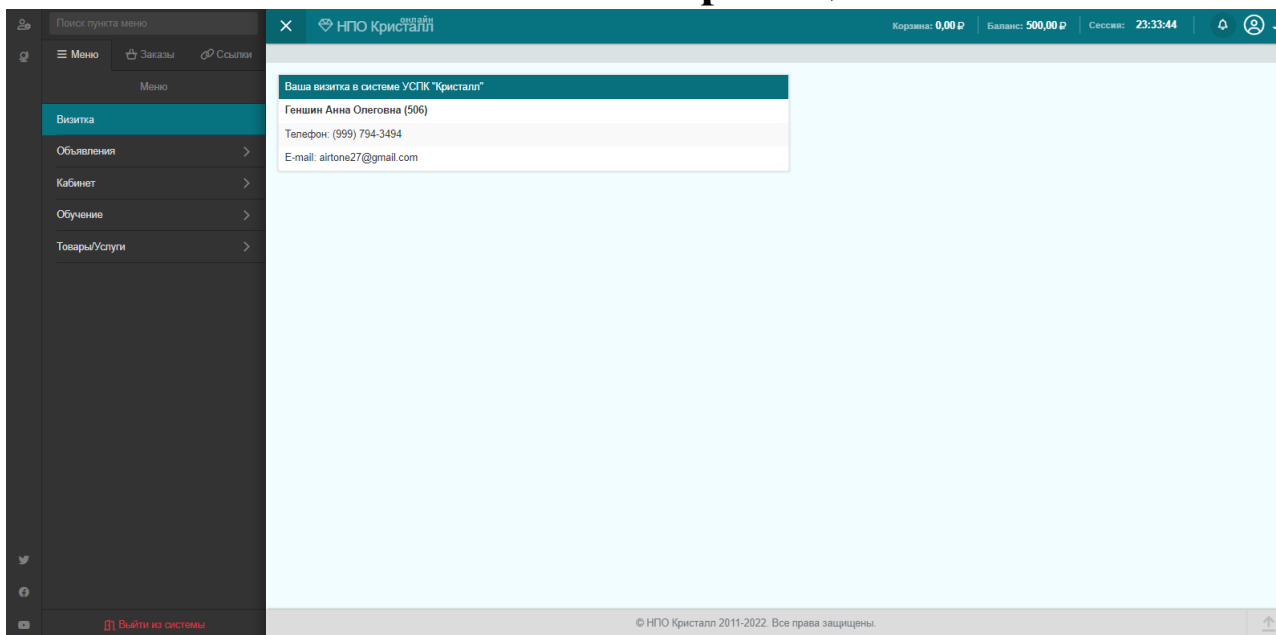 Поиск пункта меню
НПО Кристалл
онлайн
Корзина: 0,00 ₽
Баланс: 500,00 ₽
Сессия: 23:33:44
Меню
Заказы
Ссылки
Меню
Визитка
Объявления
Кабинет
Обучение
Товары/Услуги
Ваша визитка в системе УСПК "Кристалл"
Геншин Анна Олеговна (506)
Телефон: (999) 794-3494
E-mail: airtone27@gmail.com
Выйти из системы
© НПО Кристалл 2011-2022. Все права защищены.